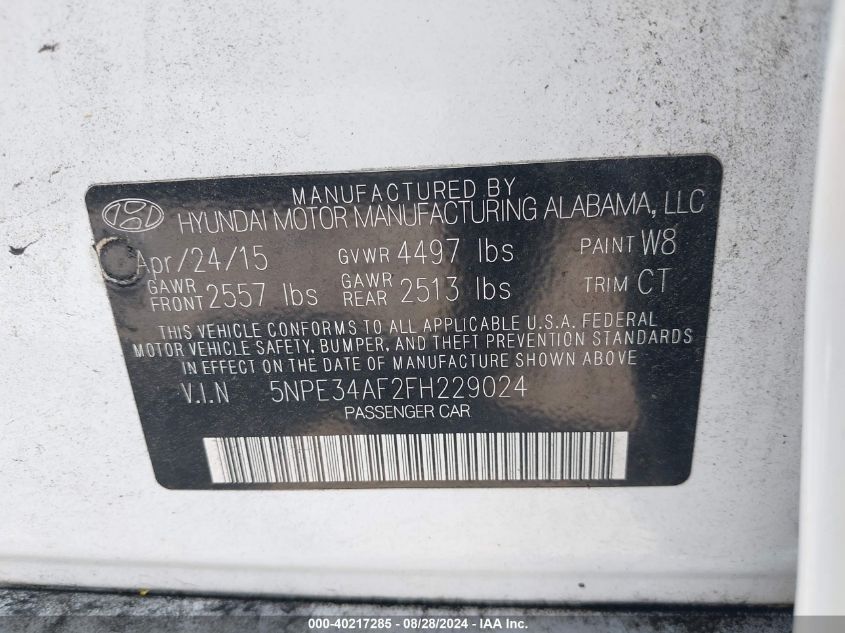 MANUFACTURED BY
HYUNDAI MOTOR MANUFACTURING ALABAMA, LLC
Apr/24/15 GVWR 4497 lbs PAINT W8
GAWR FRONT 2557 lbs GAWR REAR 2513 lbs TRIM CT
THIS VEHICLE CONFORMS TO ALL APPLICABLE U.S.A. FEDERAL
MOTOR VEHICLE SAFETY, BUMPER, AND THEFT PREVENTION STANDARDS
IN EFFECT ON THE DATE OF MANUFACTURE SHOWN ABOVE.
V.I.N 5NPE34AF2FH229024
PASSENGER CAR
000-40217285 - 08/28/2024 - IAAI.com